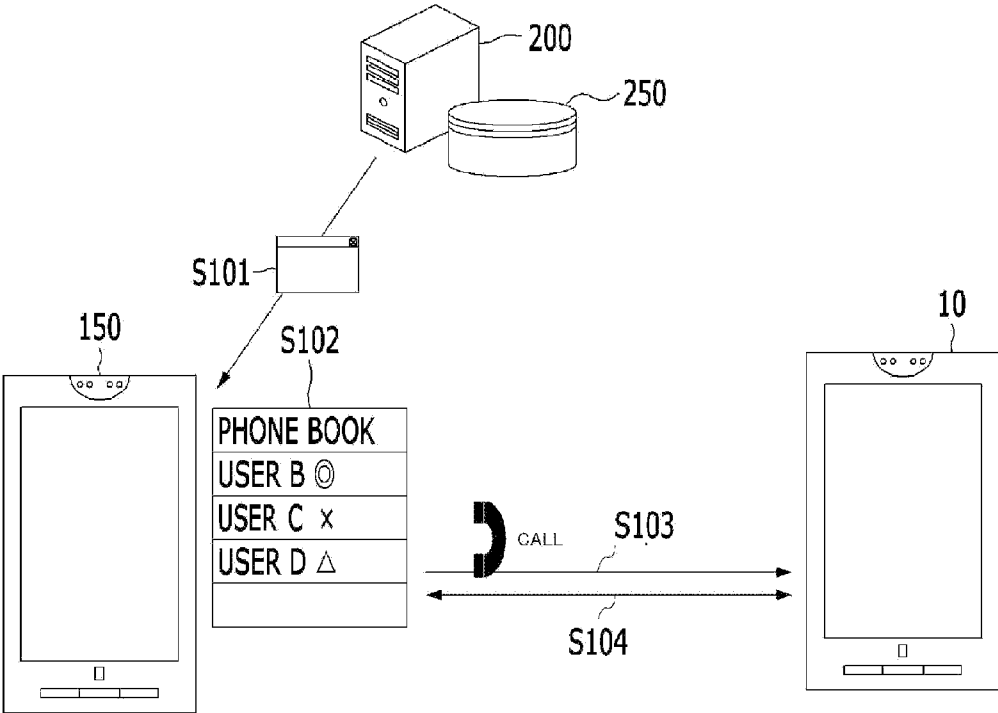 200
250
S101
150
S102
10
PHONE BOOK
USER B ◎
USER C ×
USER D △
CALL
S103
S104